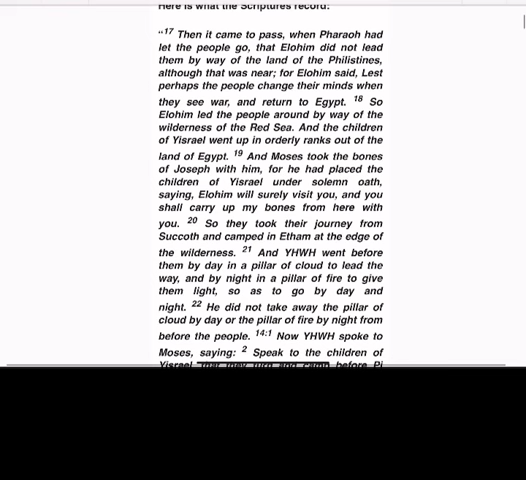 Here is what the Scriptures record:
"17 Then it came to pass, when Pharaoh had
let the people go, that Elohim did not lead
them by way of the land of the Philistines,
although that was near; for Elohim said, Lest
perhaps the people change their minds when
they see war, and return to Egypt. 18 So
Elohim led the people around by way of the
wilderness of the Red Sea. And the children
of Yisrael went up in orderly ranks out of the
land of Egypt. 19 And Moses took the bones
of Joseph with him, for he had placed the
children of Yisrael under solemn oath,
saying, Elohim will surely visit you, and you
shall carry up my bones from here with
you. 20 So they took their journey from
Succoth and camped in Etham at the edge of
the wilderness. 21 And YHWH went before
them by day in a pillar of cloud to lead the
way, and by night in a pillar of fire to give
them light, so as to go by day and
night. 22 He did not take away the pillar of
cloud by day or the pillar of fire by night from
before the people. 14:1 Now YHWH spoke to
Moses, saying: 2 Speak to the children of
Yisrael that they turn and camp before Pi